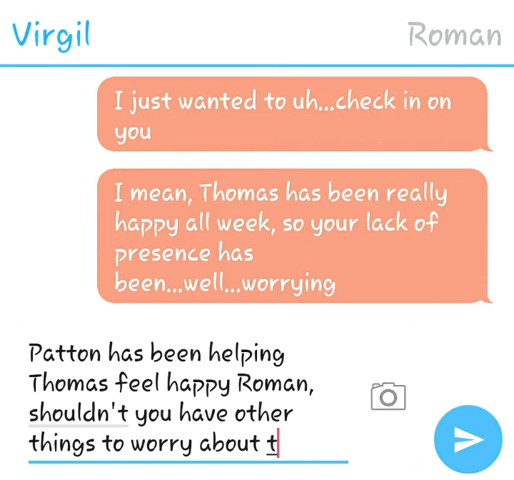 Virgil
Roman
I just wanted to uh...check in on
you
I mean, Thomas has been really
happy all week, so your lack of
presence has
been...well...worrying
Patton has been helping
Thomas feel happy Roman,
shouldn't you have other
things to worry about t